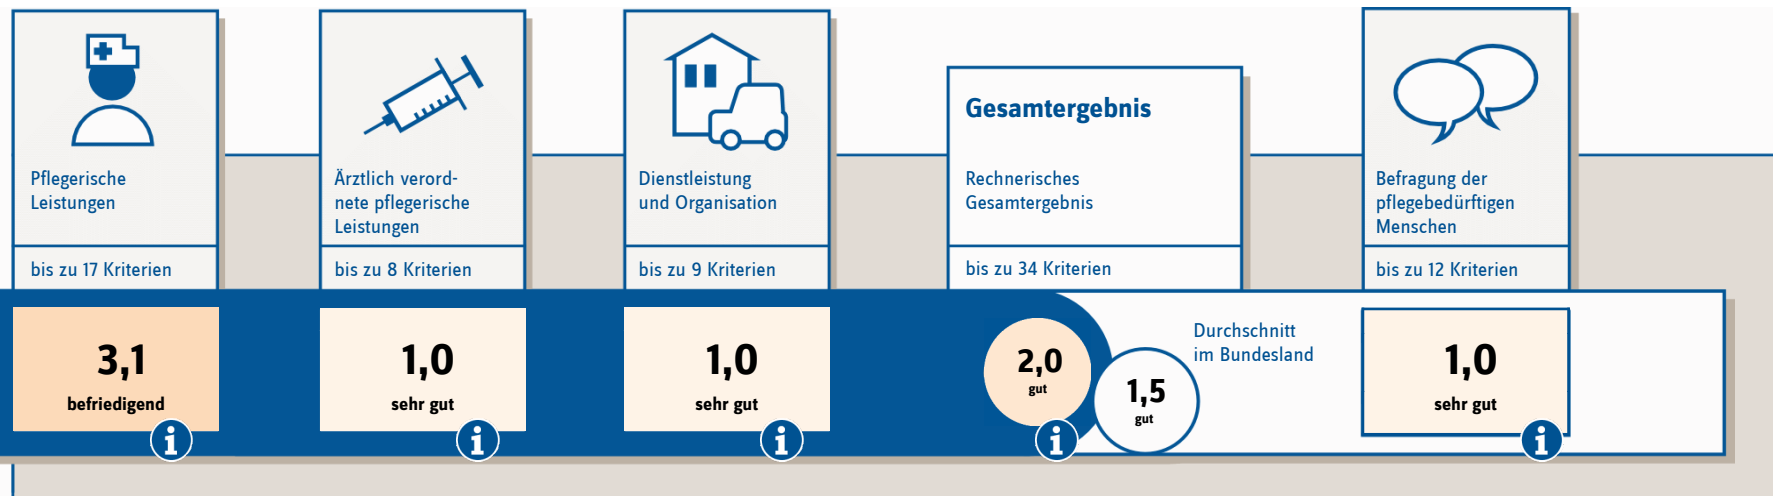 Pflegerische
Leistungen
bis zu 17 Kriterien
3,1
befriedigend
i
Ärztlich verord-
nete pflegerische
Leistungen
bis zu 8 Kriterien
1,0
sehr gut
i
Dienstleistung
und Organisation
bis zu 9 Kriterien
1,0
sehr gut
i
Gesamtergebnis
Rechnerisches
Gesamtergebnis
bis zu 34 Kriterien
2,0
gut
i
1,5
gut
Durchschnitt
im Bundesland
Befragung der
pflegebedürftigen
Menschen
bis zu 12 Kriterien
1,0
sehr gut
i